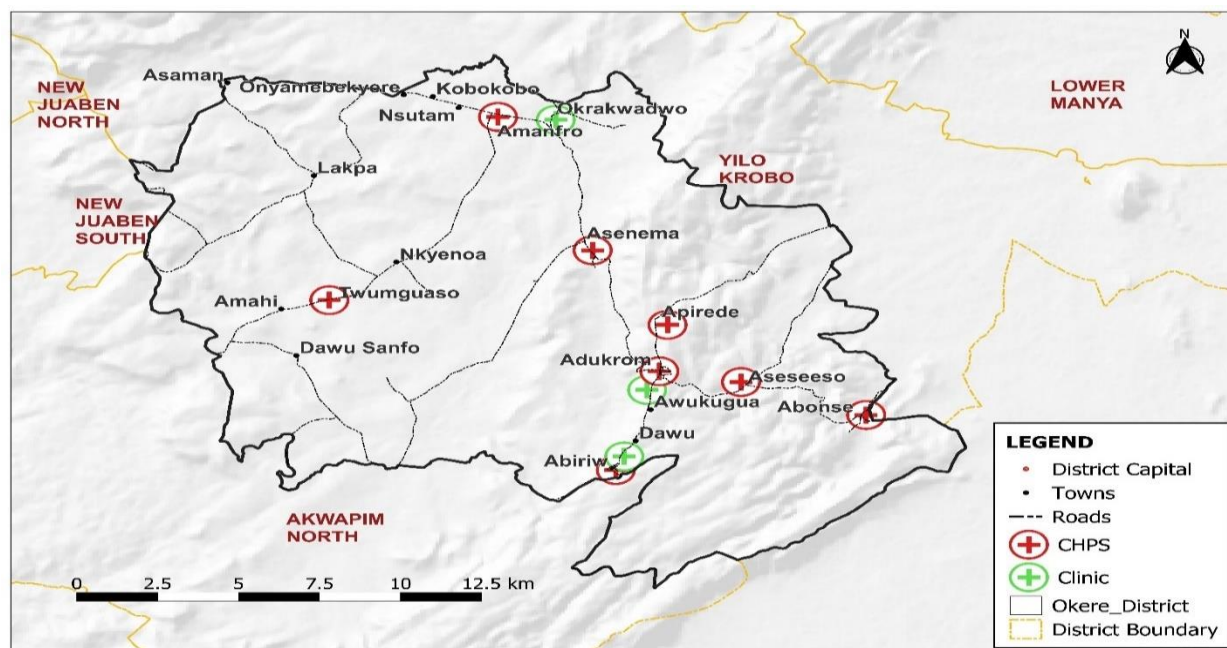 N
Asaman
NEW
JUABEN
NORTH
Onyamebekyere
Kobokobo
Nsutam
Okrakwadwo
Amanfro
LOWER
MANYA
Lakpa
YILO
KROBO
NEW
JUABEN
SOUTH
Asenema
Nkyenoa
Twumguaso
Amahi
Apirede
Dawu Sanfo
Adukrom
Aseseeso
Awukugua
Abonse
Dawu
Abiriw
AKWAPIM
NORTH
0 2.5 5 7.5 10 12.5 km
LEGEND
District Capital
Towns
Roads
CHPS
Clinic
Okere_District
District Boundary